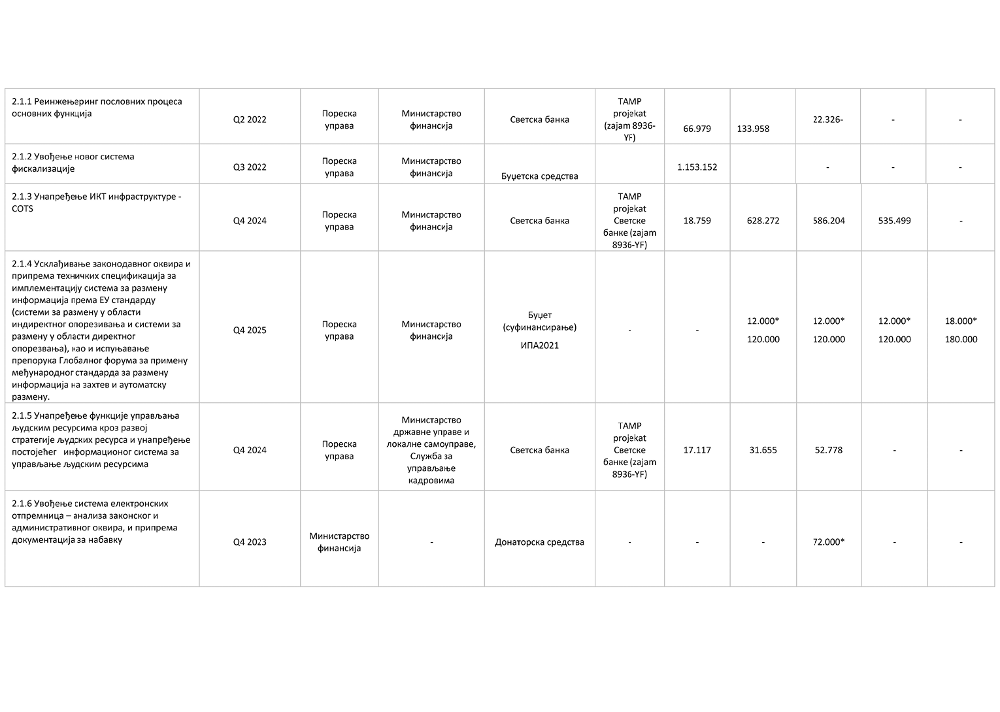 2.1.1 Реинжењеринг пословних процеса
основних функција
Q2 2022
Пореска
управа
Министарство
финансија
Светска банка
TAMP
projekat
(zajam 8936-
YF)
66.979
133.958
22.326-
-
-
2.1.2 Увођење новог система
фискализације
Q3 2022
Пореска
управа
Министарство
финансија
Буџетска средства
1.153.152
-
-
-
2.1.3 Унапређење ИКТ инфраструктуре -
COTS
Q4 2024
Пореска
управа
Министарство
финансија
Светска банка
TAMP
projekat
Светске
банке (zajam
8936-YF)
18.759
628.272
586.204
535.499
-
2.1.4 Усклађивање законодавног оквира и
припрема техничких спецификација за
имплементацију система за размену
информација према ЕУ стандарду
(системи за размену у области
индиректног опорезивања и системи за
размену у области директног
опорезвања), као и испуњавање
препорука Глобалног форума за примену
међународног стандарда за размену
информација на захтев и аутоматску
размену.
Q4 2025
Пореска
управа
Министарство
финансија
Буџет
(суфинансирање)
ИПА2021
-
-
12.000*
120.000
12.000*
120.000
12.000*
120.000
18.000*
180.000
2.1.5 Унапређење функције управљања
људским ресурсима кроз развој
стратегије људских ресурса и унапређење
постојећег информационог система за
управљање људским ресурсима
Q4 2024
Пореска
управа
Министарство
државне управе и
локалне самоуправе,
Служба за
управљање
кадровима
Светска банка
TAMP
projekat
Светске
банке (zajam
8936-YF)
17.117
31.655
52.778
-
-
2.1.6 Увођење система електронских
отпремница – анализа законског и
административног оквира, и припрема
документација за набавку
Q4 2023
Министарство
финансија
-
Донаторска средства
-
-
-
72.000*
-
-